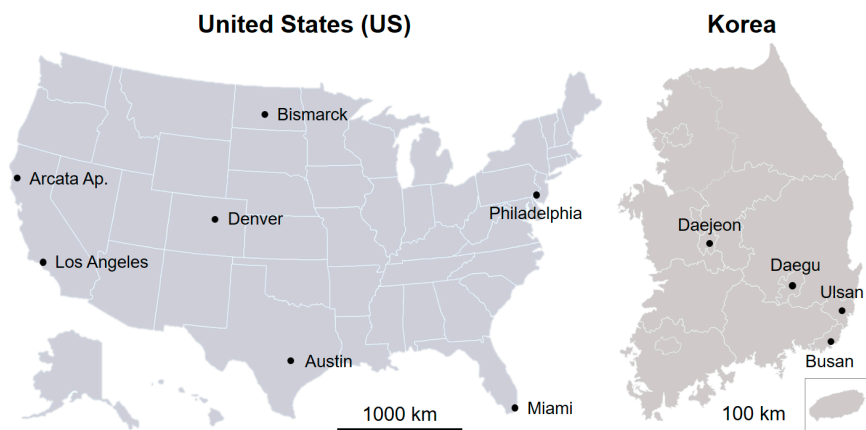 United States (US)
Korea
Bismarck
Arcata Ap.
Denver
Philadelphia
Los Angeles
Austin
Miami
1000 km
Daejeon
Daegu
Ulsan
Busan
100 km